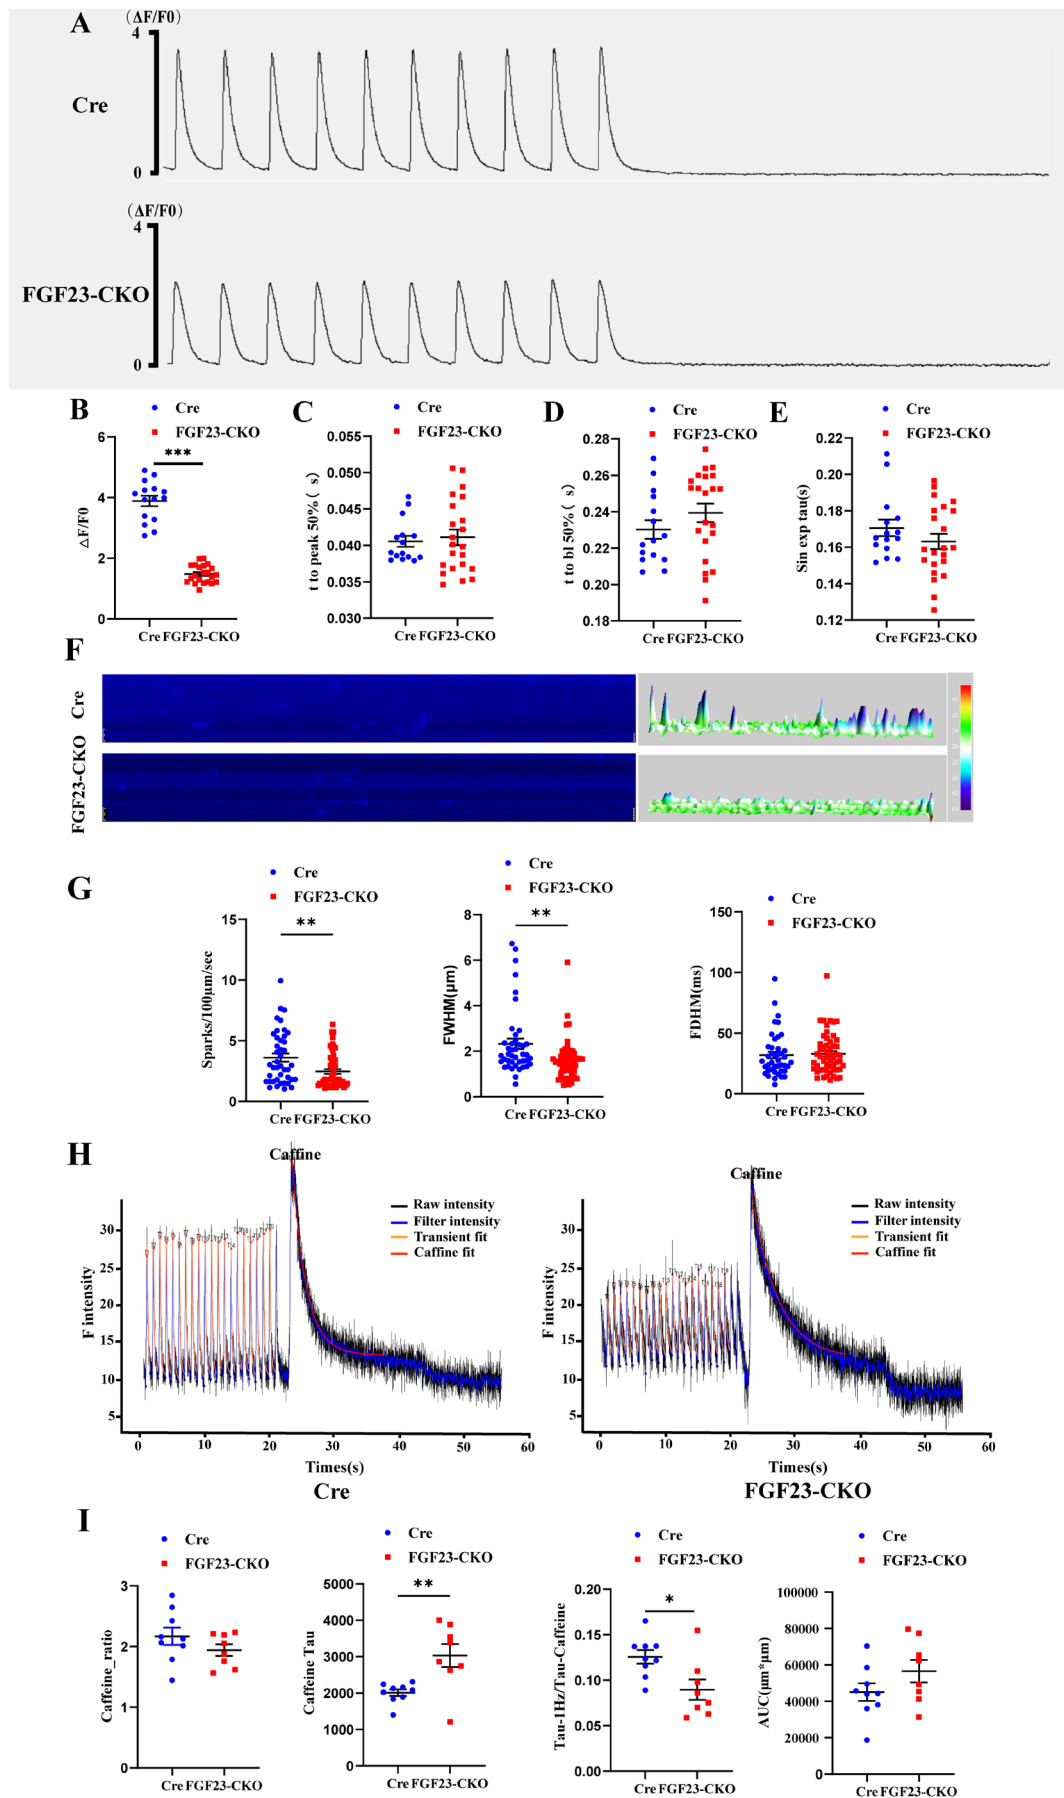 A
(ΔF/F0)
4
Cre
0
(ΔF/F0)
4
FGF23-CKO
0
B
Cre
FGF23-CKO
***
6
4
2
0
ΔF/F0
Cre FGF23-CKO
C
Cre
FGF23-CKO
0.055
0.050
0.045
0.040
0.035
0.030
t to peak 50%( s)
Cre FGF23-CKO
D
Cre
FGF23-CKO
0.28
0.26
0.24
0.22
0.20
0.18
t to bl 50%( s)
Cre FGF23-CKO
E
Cre
FGF23-CKO
0.22
0.20
0.18
0.16
0.14
0.12
Sin exp tau(s)
Cre FGF23-CKO
F
Cre
FGF23-CKO
G
Cre
FGF23-CKO
**
15
10
5
0
Sparks/100μm/sec
Cre FGF23-CKO
Cre
FGF23-CKO
**
8
6
4
2
0
FWHM(μm)
Cre FGF23-CKO
Cre
FGF23-CKO
150
100
50
0
FDHM(ms)
Cre FGF23-CKO
H
Caffine
Raw intensity
Filter intensity
Transient fit
Caffine fit
30
25
20
15
10
5
F intensity
0 10 20 30 40 50 60
Times(s)
Cre
Caffine
Raw intensity
Filter intensity
Transient fit
Caffine fit
30
25
20
15
10
5
F intensity
0 10 20 30 40 50 60
Times(s)
FGF23-CKO
I
Cre
FGF23-CKO
3
2
1
0
Caffeine_ratio
Cre FGF23-CKO
Cre
FGF23-CKO
**
5000
4000
3000
2000
1000
0
Caffeine Tau
Cre FGF23-CKO
Cre
FGF23-CKO
*
0.20
0.15
0.10
0.05
0.00
Tau-1Hz/Tau-Caffeine
Cre FGF23-CKO
Cre
FGF23-CKO
100000
80000
60000
40000
20000
0
AUC(μm*μm)
Cre FGF23-CKO